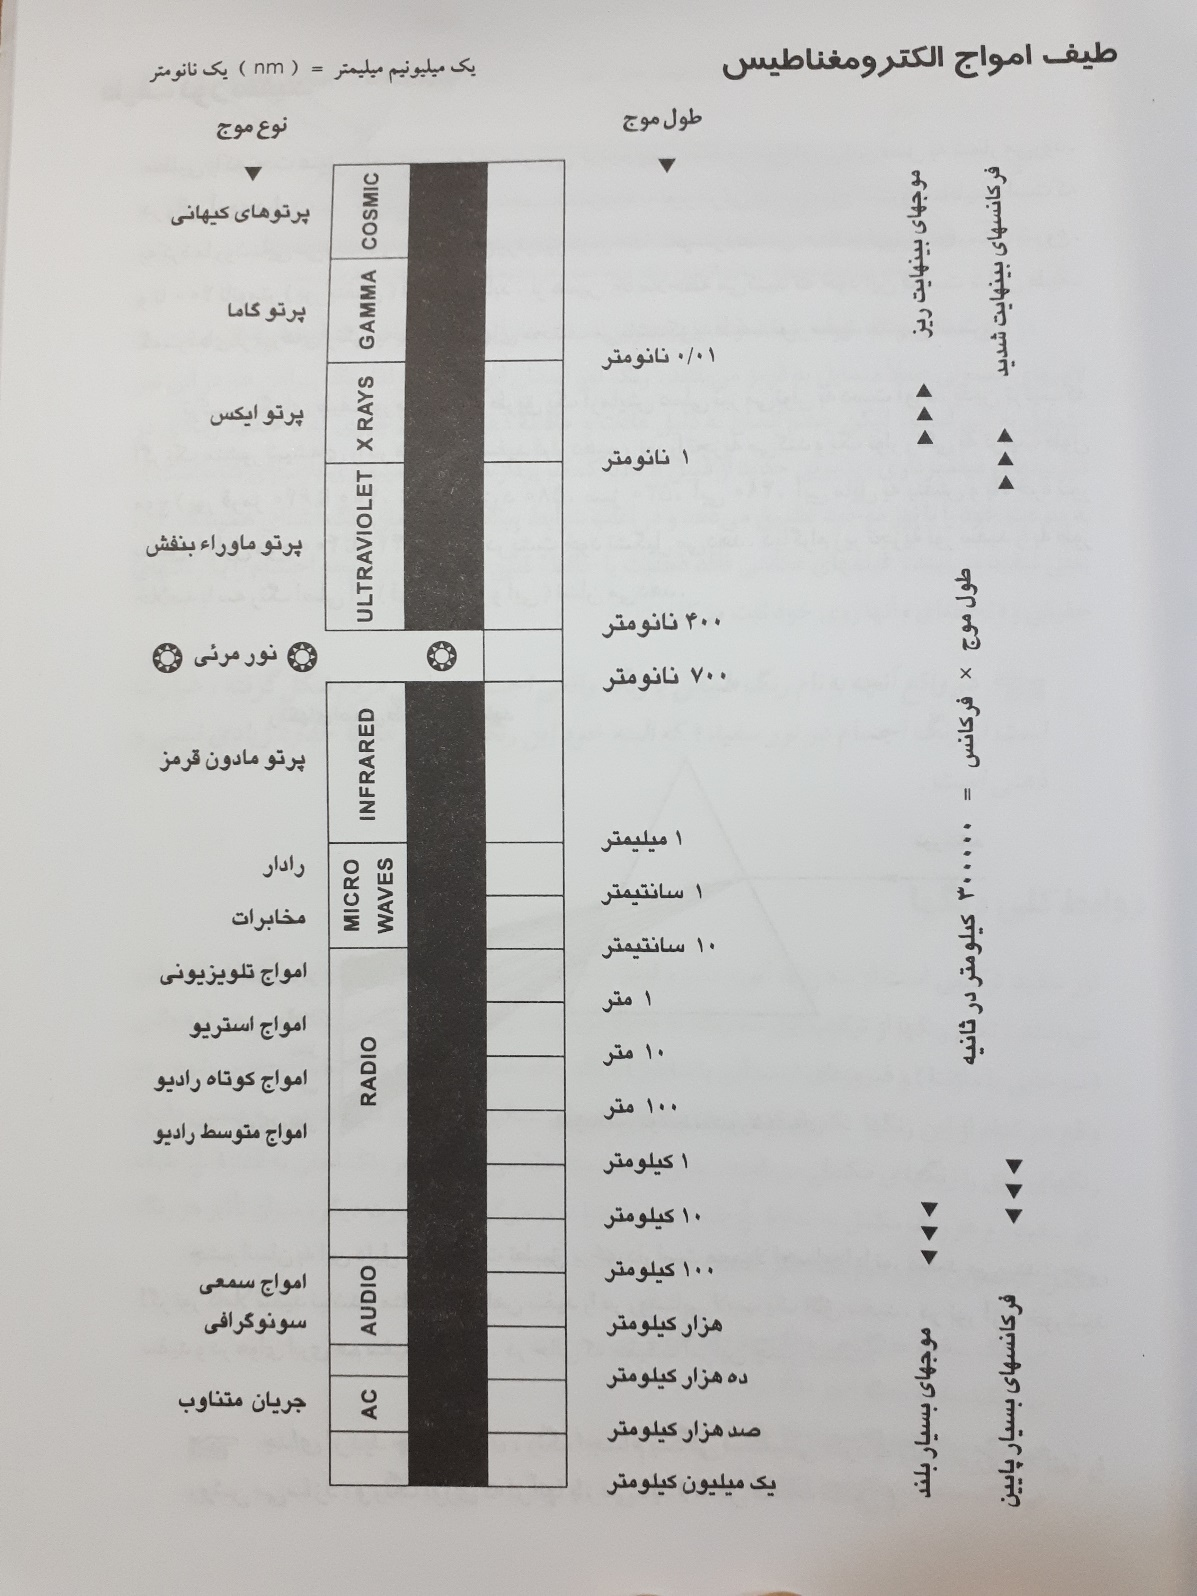 طیف امواج الکترومغناطیس
یک میلیونیم میلیمتر = ( nm ) یک نانومتر
طول موج
نوع موج
پرتوهای کیهانی
COSMIC
پرتو گاما
GAMMA
۰/۰۱ نانومتر
پرتو ایکس
X RAYS
۱ نانومتر
پرتو ماوراء بنفش
ULTRAVIOLET
۴۰۰ نانومتر
نور مرئی
۷۰۰ نانومتر
پرتو مادون قرمز
INFRARED
۱ میلیمتر
رادار
MICRO
WAVES
۱ سانتیمتر
مخابرات
۱۰ سانتیمتر
امواج تلویزیونی
۱ متر
امواج استریو
RADIO
۱۰ متر
امواج کوتاه رادیو
۱۰۰ متر
امواج متوسط رادیو
۱ کیلومتر
۱۰ کیلومتر
۱۰۰ کیلومتر
امواج سمعی
AUDIO
سونوگرافی
هزار کیلومتر
ده هزار کیلومتر
جریان متناوب
AC
صد هزار کیلومتر
یک میلیون کیلومتر
موجهای بینهایت ریز
فرکانسهای بینهایت شدید
طول موج × فرکانس = ۳۰۰۰۰۰ کیلومتر در ثانیه
موجهای بسیار بلند
فرکانسهای بسیار پایین